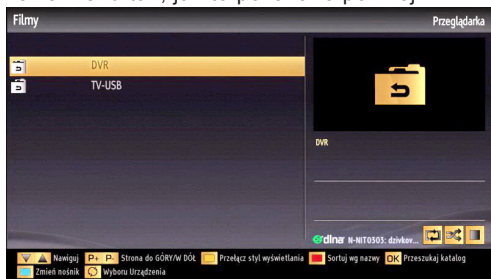 Filmy
Przeglądarka
DVR
TV-USB
DVR
dlna N-NIT0303: dzivkov...
Nawiguj P+ P- Strona do GÓRY/W DÓŁ Przełącz styl wyświetlania Sortuj wg nazwy OK Przeszukaj katalog
Zmień nośnik Wyboru Urządzenia